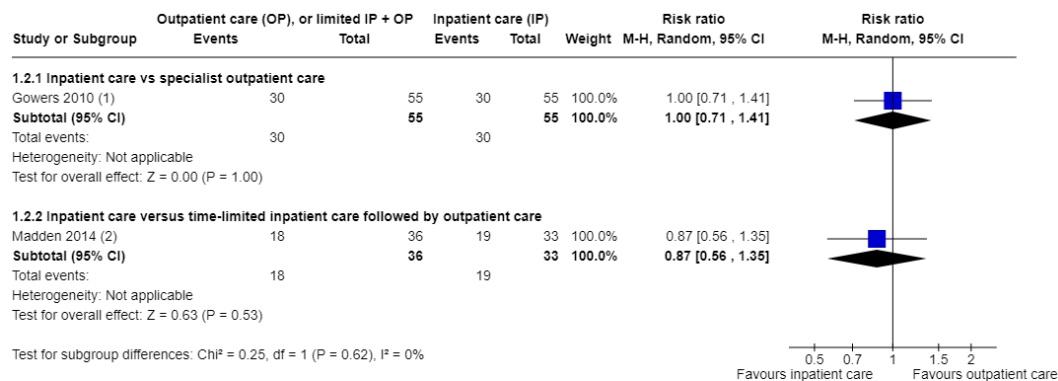 Outpatient care (OP), or limited IP + OP Inpatient care (IP) Risk ratio Risk ratio
Study or Subgroup Events Total Events Total Weight M-H, Random, 95% CI M-H, Random, 95% CI
1.2.1 Inpatient care vs specialist outpatient care
Gowers 2010 (1) 30 55 30 55 100.0% 1.00 [0.71 , 1.41]
Subtotal (95% CI) 55 55 100.0% 1.00 [0.71 , 1.41]
Total events: 30 30
Heterogeneity: Not applicable
Test for overall effect: Z = 0.00 (P = 1.00)
1.2.2 Inpatient care versus time-limited inpatient care followed by outpatient care
Madden 2014 (2) 18 36 19 33 100.0% 0.87 [0.56 , 1.35]
Subtotal (95% CI) 36 33 100.0% 0.87 [0.56 , 1.35]
Total events: 18 19
Heterogeneity: Not applicable
Test for overall effect: Z = 0.63 (P = 0.53)
Test for subgroup differences: Chi² = 0.25, df = 1 (P = 0.62), I² = 0%
0.5 0.7 1 1.5 2
Favours inpatient care Favours outpatient care